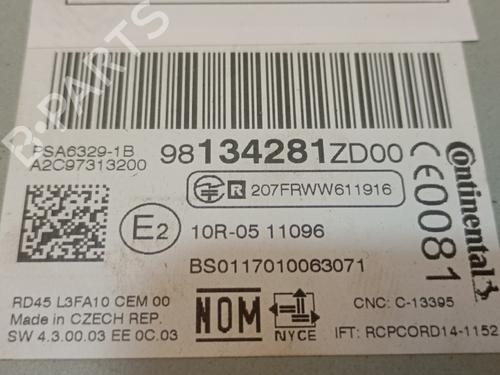 PSA6329-1B
A2C97313200
98134281ZD00
R 207FRWW611916
E2
10R-05 11096
BS0117010063071
CE0081
Continental
RD45 L3FA10 CEM 00
Made in CZECH REP.
SW 4.3.00.03 EE 0C.03
NOM
NYCE
CNC: C-13395
IFT: RCPCORD14-1152